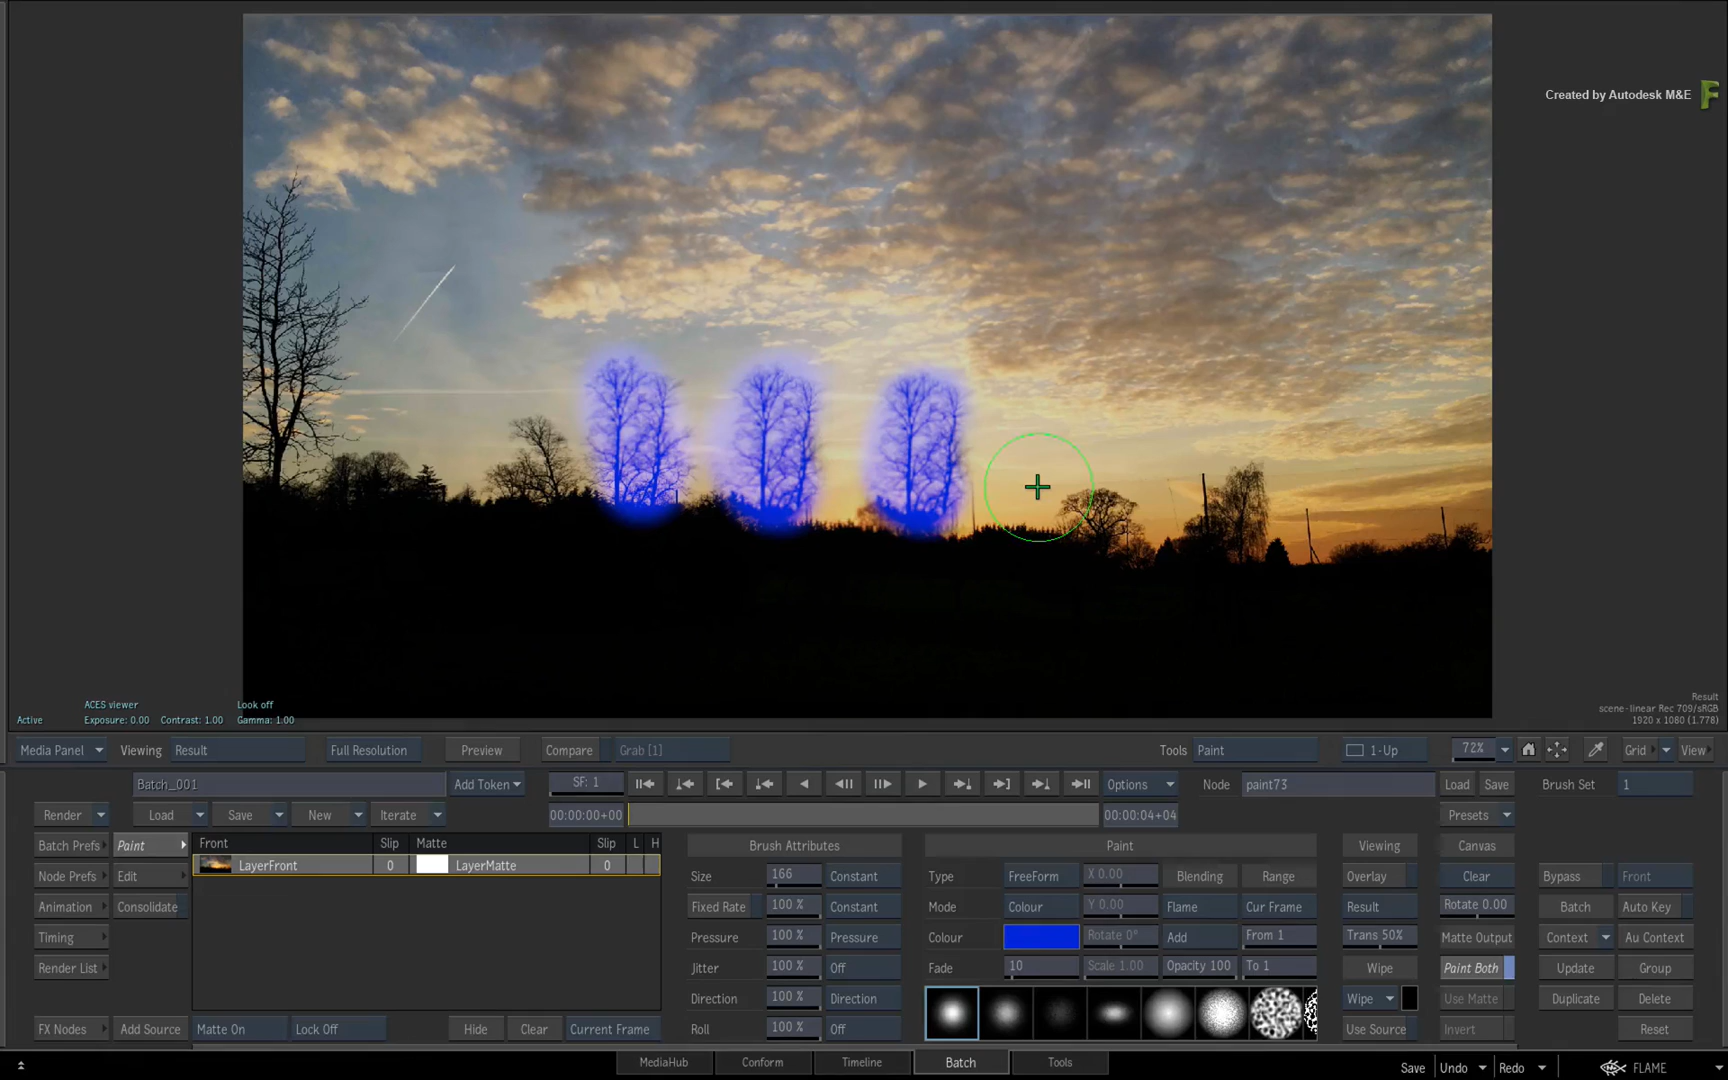 Created by Autodesk M&E
ACES viewer
Look off
Active
Exposure: 0.00
Contrast: 1.00
Gamma: 1.00
Result
scene-linear Rec 709/sRGB
1920 x 1080 (1.778)
Media Panel
Viewing
Result
Full Resolution
Preview
Compare
Grab [1]
Tools
Paint
1-Up
72%
Grid
View
Batch_001
Add Token
SF: 1
Options
Node
paint73
Load
Save
Brush Set
1
Render
Load
Save
New
Iterate
00:00:00+00
00:00:04+04
Presets
Batch Prefs
Paint
Front
Slip
Matte
Slip
L
H
Brush Attributes
Paint
Viewing
Canvas
LayerFront
0
LayerMatte
0
Node Prefs
Edit
Size
166
Constant
Type
FreeForm
X 0.00
Blending
Range
Overlay
Clear
Bypass
Front
Animation
Consolidate
Fixed Rate
100 %
Constant
Mode
Colour
Y 0.00
Flame
Cur Frame
Result
Rotate 0.00
Batch
Auto Key
Timing
Pressure
100 %
Pressure
Colour
Rotate 0°
Add
From 1
Trans 50%
Matte Output
Context
Au Context
Render List
Jitter
100 %
Off
Fade
10
Scale 1.00
Opacity 100
To 1
Wipe
Paint Both
Update
Group
Direction
100 %
Direction
Wipe
Use Matte
Duplicate
Delete
FX Nodes
Add Source
Matte On
Lock Off
Hide
Clear
Current Frame
Roll
100 %
Off
Use Source
Invert
Reset
MediaHub
Conform
Timeline
Batch
Tools
Save
Undo
Redo
FLAME